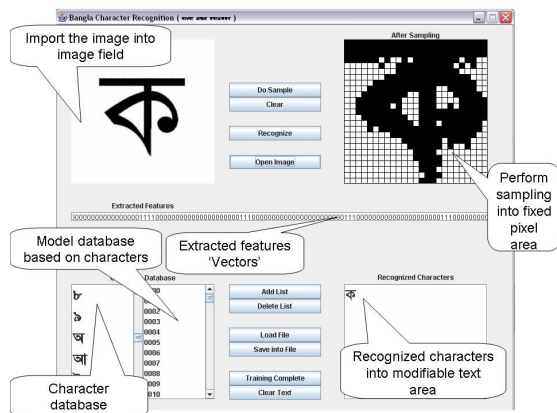 Bangla Character Recognition ( বাংলা
After Sampling
Import the image into
image field
ক
Do Sample
Clear
Recognize
Open Image
Perform
sampling
into fixed
pixel
area
Extracted Features
Model database
based on characters
Extracted features
'Vectors'
Database
Recognized Characters
৮
৯
অ
আ
0002
0003
0004
0005
0006
0007
0008
0009
0010
Add List
Delete List
Load File
Save into File
Training Complete
Clear Text
ক
Recognized characters
into modifiable text
area
Character
database